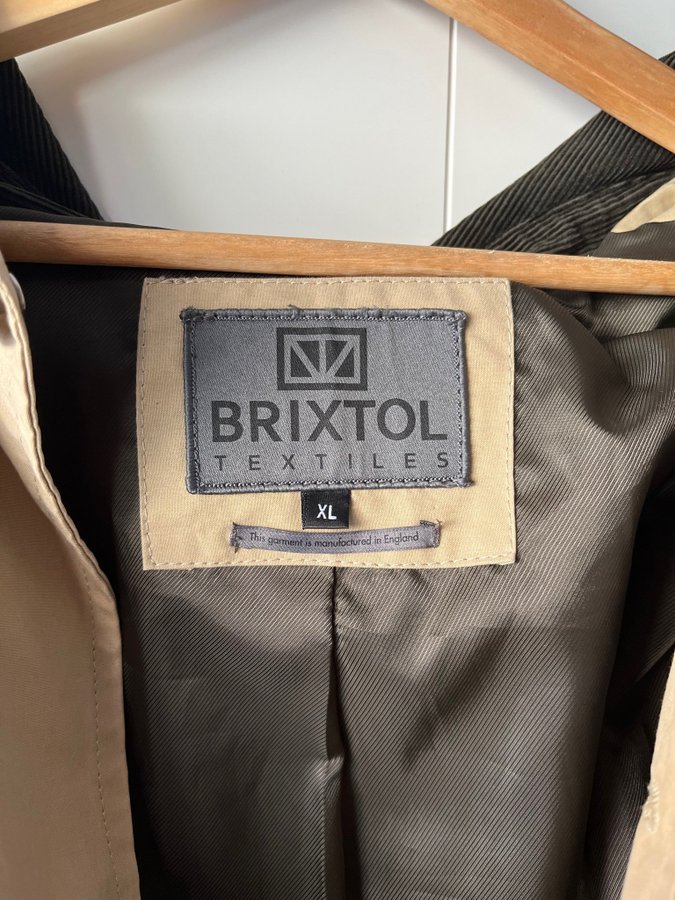 BRIXTOL
TEXTILES
XL
This garment is manufactured in England